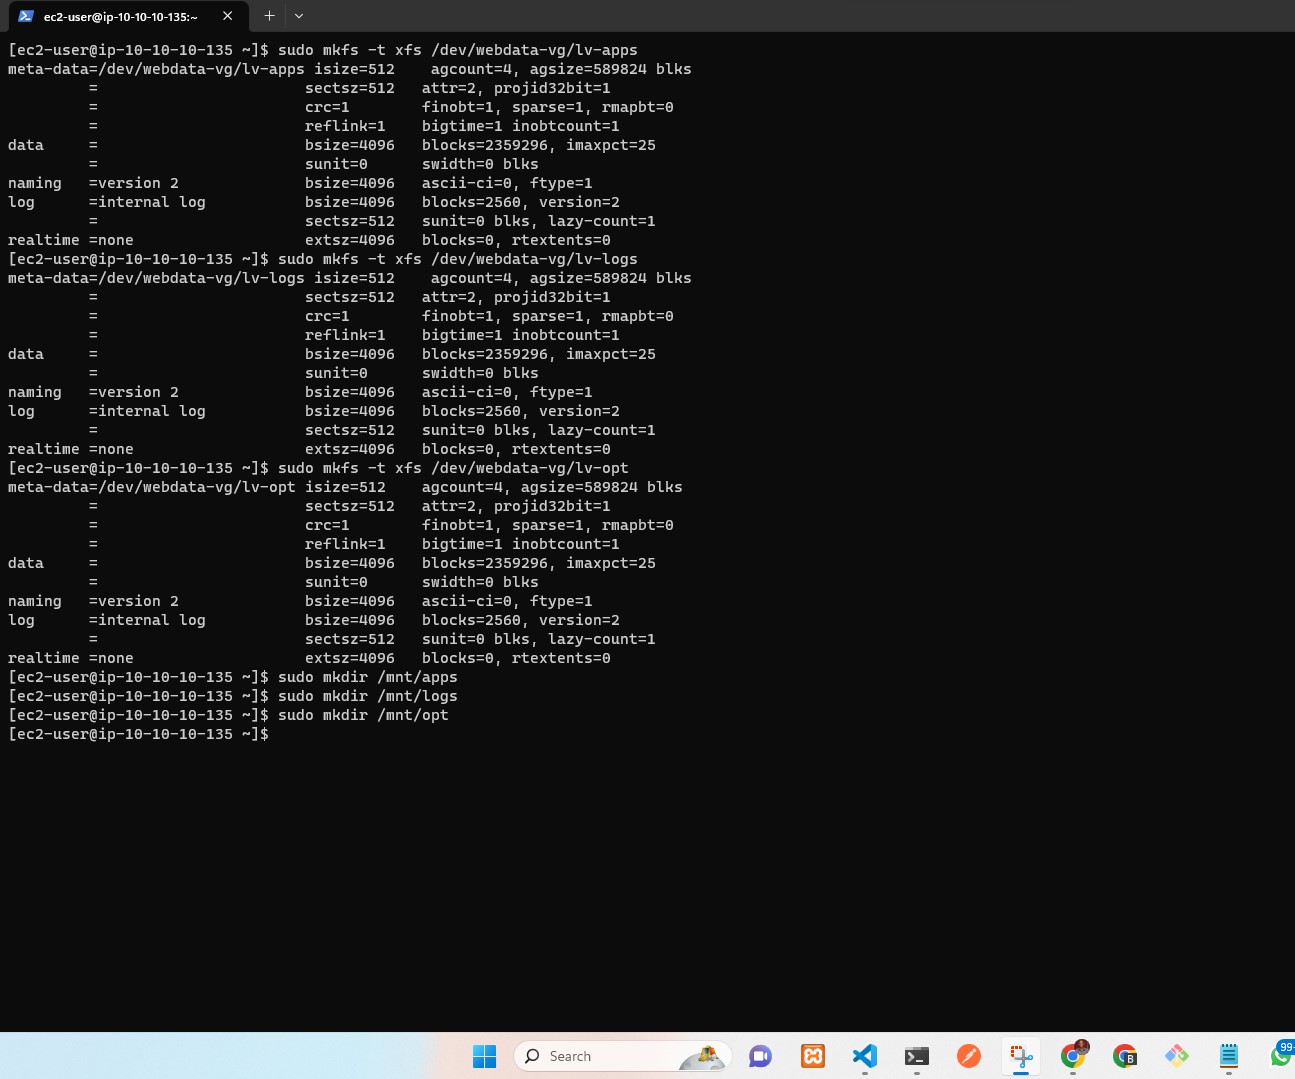 ec2-user@ip-10-10-10-135:~
[ec2-user@ip-10-10-10-135 ~]$ sudo mkfs -t xfs /dev/webdata-vg/lv-apps
meta-data=/dev/webdata-vg/lv-apps isize=512    agcount=4, agsize=589824 blks
         =                       sectsz=512   attr=2, projid32bit=1
         =                       crc=1        finobt=1, sparse=1, rmapbt=0
         =                       reflink=1    bigtime=1 inobtcount=1
data     =                       bsize=4096   blocks=2359296, imaxpct=25
         =                       sunit=0      swidth=0 blks
naming   =version 2              bsize=4096   ascii-ci=0, ftype=1
log      =internal log           bsize=4096   blocks=2560, version=2
         =                       sectsz=512   sunit=0 blks, lazy-count=1
realtime =none                   extsz=4096   blocks=0, rtextents=0
[ec2-user@ip-10-10-10-135 ~]$ sudo mkfs -t xfs /dev/webdata-vg/lv-logs
meta-data=/dev/webdata-vg/lv-logs isize=512    agcount=4, agsize=589824 blks
         =                       sectsz=512   attr=2, projid32bit=1
         =                       crc=1        finobt=1, sparse=1, rmapbt=0
         =                       reflink=1    bigtime=1 inobtcount=1
data     =                       bsize=4096   blocks=2359296, imaxpct=25
         =                       sunit=0      swidth=0 blks
naming   =version 2              bsize=4096   ascii-ci=0, ftype=1
log      =internal log           bsize=4096   blocks=2560, version=2
         =                       sectsz=512   sunit=0 blks, lazy-count=1
realtime =none                   extsz=4096   blocks=0, rtextents=0
[ec2-user@ip-10-10-10-135 ~]$ sudo mkfs -t xfs /dev/webdata-vg/lv-opt
meta-data=/dev/webdata-vg/lv-opt isize=512    agcount=4, agsize=589824 blks
         =                       sectsz=512   attr=2, projid32bit=1
         =                       crc=1        finobt=1, sparse=1, rmapbt=0
         =                       reflink=1    bigtime=1 inobtcount=1
data     =                       bsize=4096   blocks=2359296, imaxpct=25
         =                       sunit=0      swidth=0 blks
naming   =version 2              bsize=4096   ascii-ci=0, ftype=1
log      =internal log           bsize=4096   blocks=2560, version=2
         =                       sectsz=512   sunit=0 blks, lazy-count=1
realtime =none                   extsz=4096   blocks=0, rtextents=0
[ec2-user@ip-10-10-10-135 ~]$ sudo mkdir /mnt/apps
[ec2-user@ip-10-10-10-135 ~]$ sudo mkdir /mnt/logs
[ec2-user@ip-10-10-10-135 ~]$ sudo mkdir /mnt/opt
[ec2-user@ip-10-10-10-135 ~]$
Search
B
99